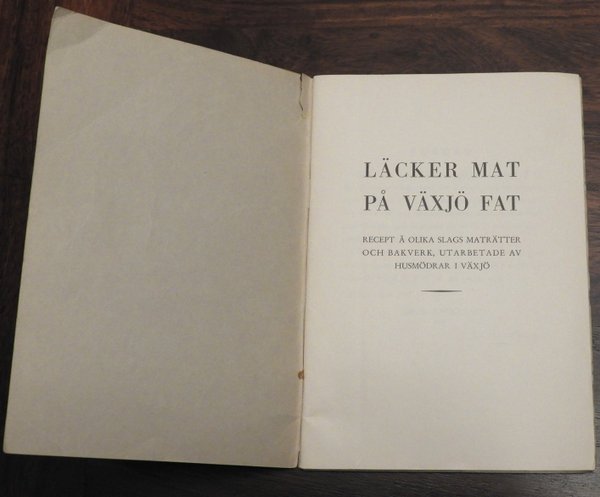 LÄCKER MAT
PÅ VÄXJÖ FAT
RECEPT Å OLIKA SLAGS MATRÄTTER
OCH BAKVERK, UTARBETADE AV
HUSMÖDRAR I VÄXJÖ